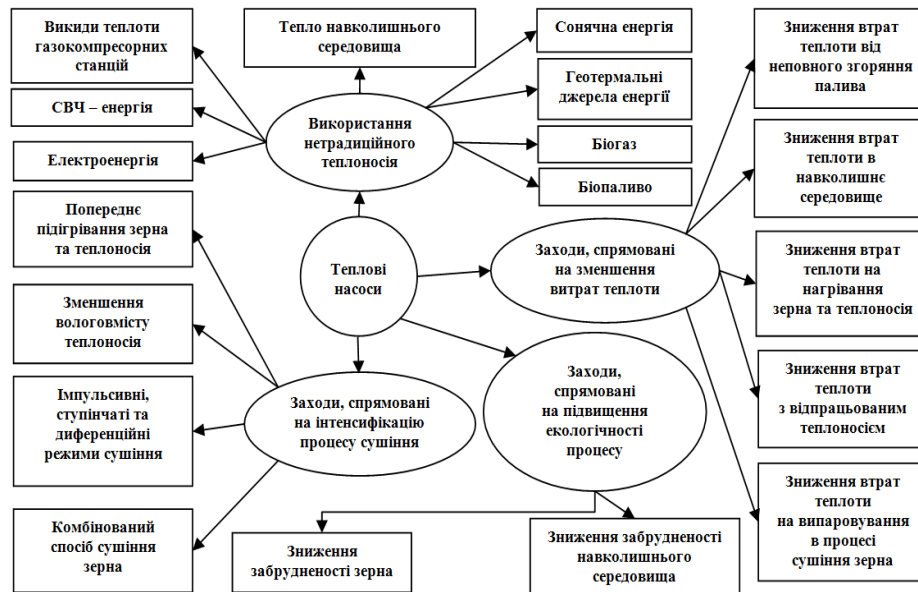 Викиди теплоти
газокомпресорних
станцій
СВЧ – енергія
Електроенергія
Тепло навколишнього
середовища
Сонячна енергія
Геотермальні
джерела енергії
Біогаз
Біопаливо
Використання
нетрадиційного
теплоносія
Зниження втрат
теплоти від
неповного згоряння
палива
Зниження втрат
теплоти в
навколишнє
середовище
Зниження втрат
теплоти на
нагрівання
зерна та теплоносія
Зниження втрат
теплоти
з відпрацьованим
теплоносієм
Зниження втрат
теплоти
на випаровування
в процесі
сушіння зерна
Попереднє
підігрівання зерна
та теплоносія
Зменшення
вологовмісту
теплоносія
Імпульсивні,
ступінчаті та
диференційні
режими сушіння
Комбінований
спосіб сушіння
зерна
Теплові
насоси
Заходи, спрямовані
на зменшення
витрат теплоти
Заходи, спрямовані
на інтенсифікацію
процесу сушіння
Заходи,
спрямовані
на підвищення
екологічності
процесу
Зниження
забрудненості зерна
Зниження забрудненості
навколишнього
середовища